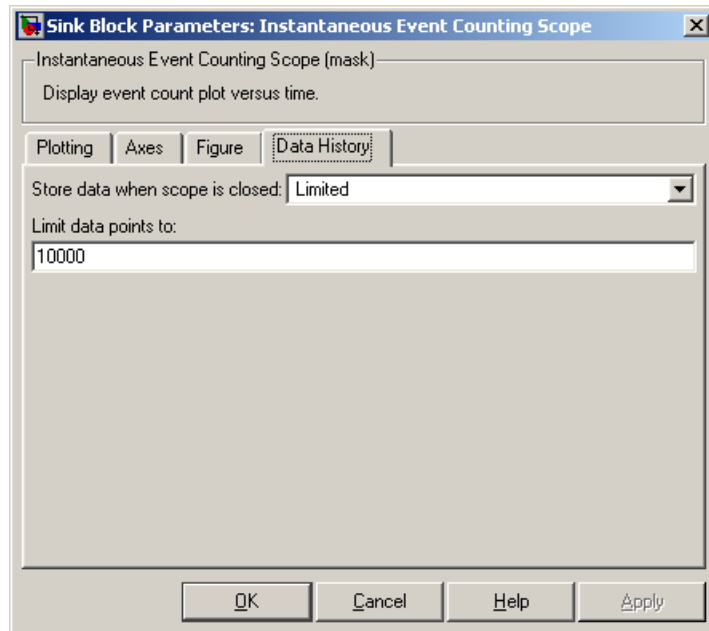 Sink Block Parameters: Instantaneous Event Counting Scope
Instantaneous Event Counting Scope (mask)
Display event count plot versus time.
Plotting Axes Figure Data History
Store data when scope is closed: Limited
Limit data points to:
10000
OK Cancel Help Apply